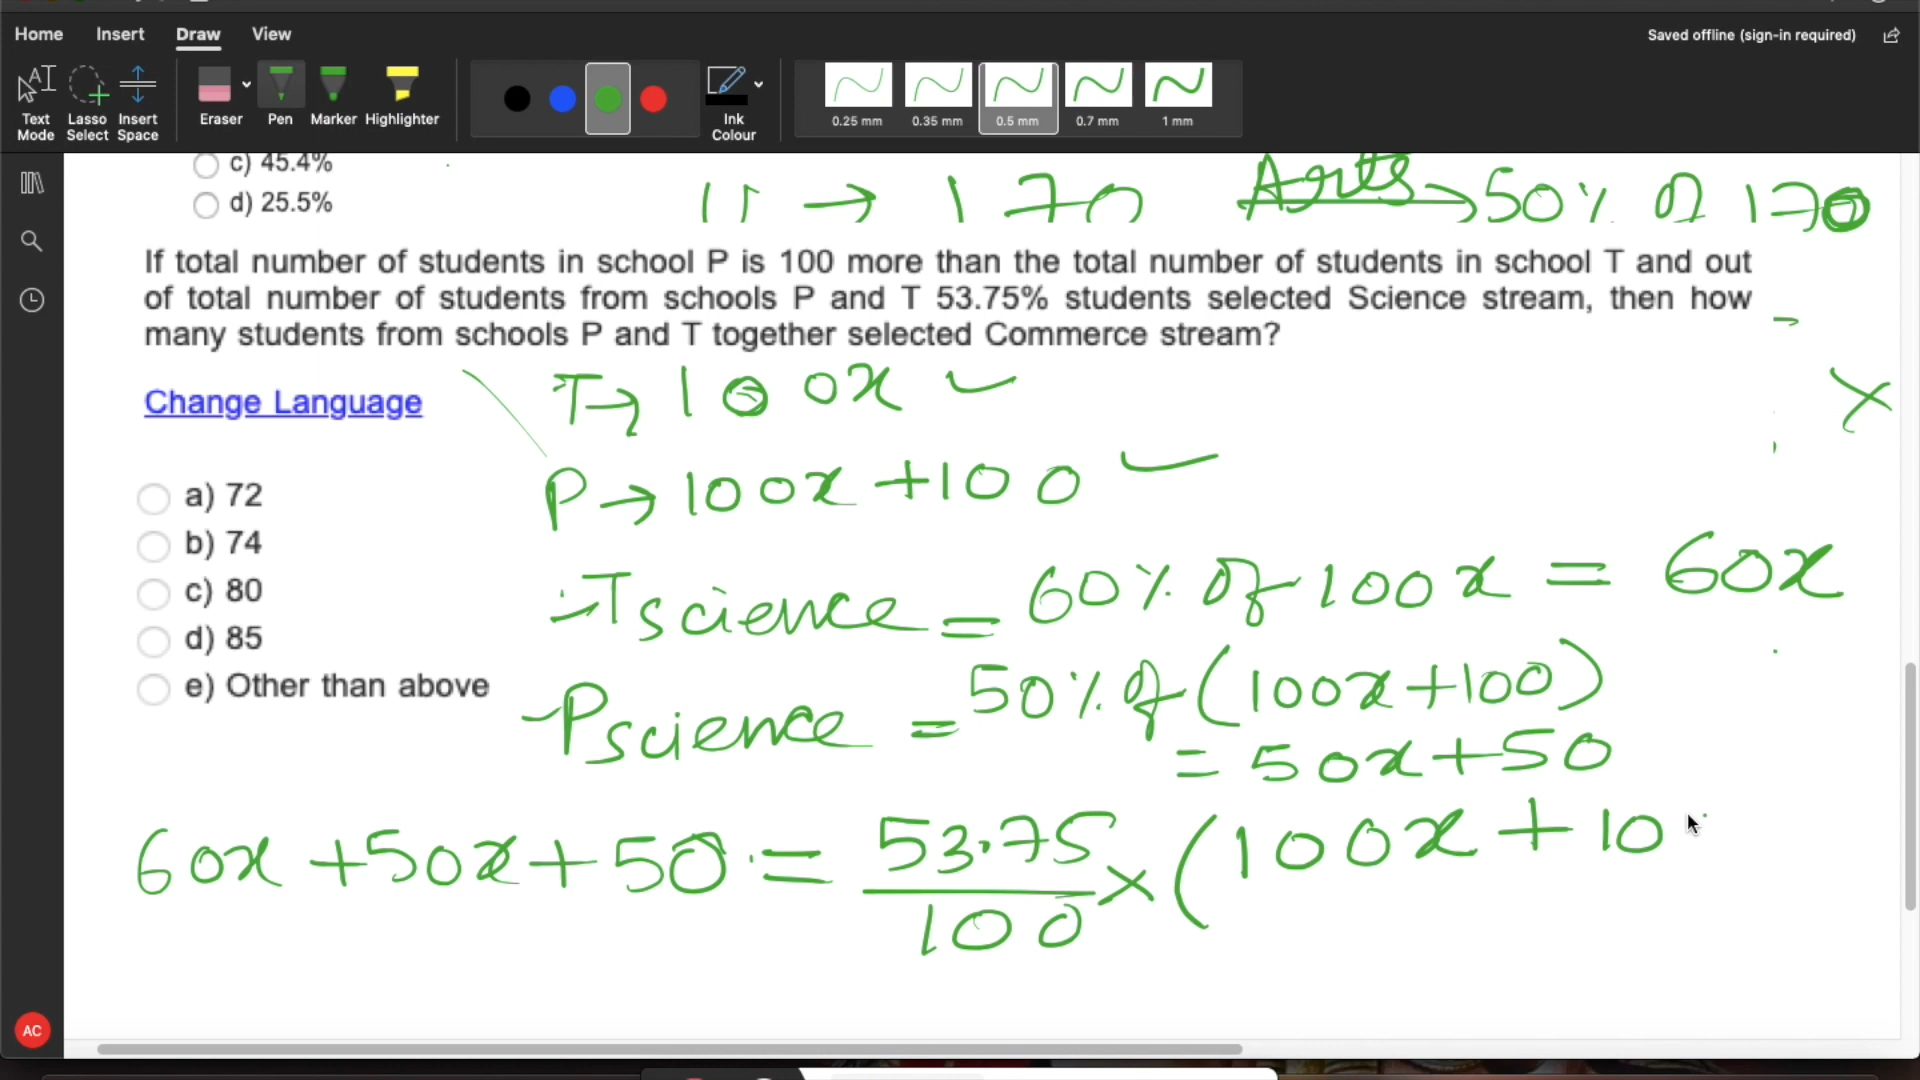 Home Insert Draw View Saved offline (sign-in required)
Text Mode Lasso Select Insert Space Eraser Pen Marker Highlighter Ink Colour 0.25 mm 0.35 mm 0.5 mm 0.7 mm 1 mm
c) 45.4%
d) 25.5%
→ 170 Arts → 50% of 170
If total number of students in school P is 100 more than the total number of students in school T and out
of total number of students from schools P and T 53.75% students selected Science stream, then how
many students from schools P and T together selected Commerce stream?
Change Language
T→ 100x
P→ 100x+100
a) 72
b) 74
c) 80
d) 85
e) Other than above
T science = 60% of 100x = 60x
P science = 50% of (100x+100)
= 50x+50
60x+50x+50 = 53.75/100 × (100x+10
AC